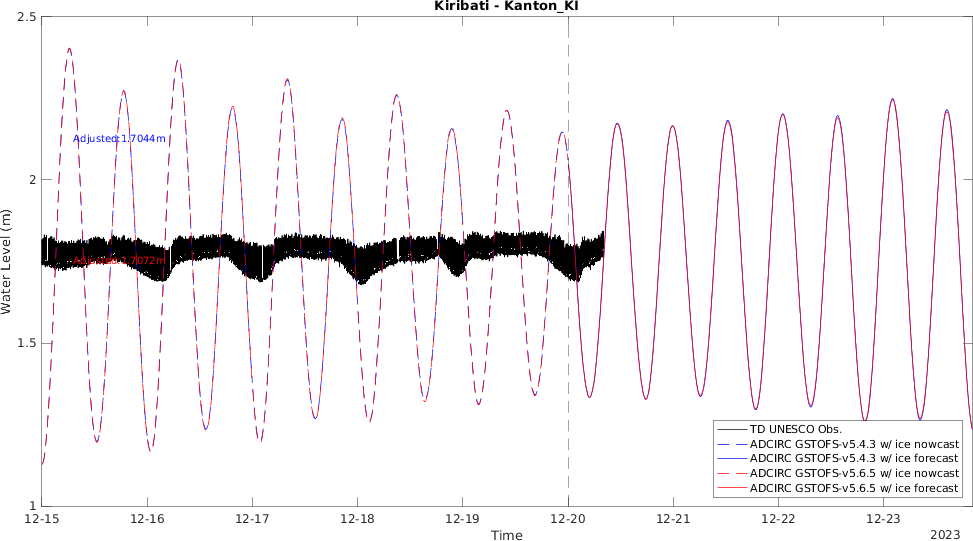 Kiribati - Kanton_KI
2.5
2
1.5
1
Water Level (m)
Adjusted:1.7044m
Adjusted:1.7072m
12-15
12-16
12-17
12-18
12-19
12-20
12-21
12-22
12-23
Time
2023
TD UNESCO Obs.
ADCIRC GSTOFS-v5.4.3 w/ ice nowcast
ADCIRC GSTOFS-v5.4.3 w/ ice forecast
ADCIRC GSTOFS-v5.6.5 w/ ice nowcast
ADCIRC GSTOFS-v5.6.5 w/ ice forecast